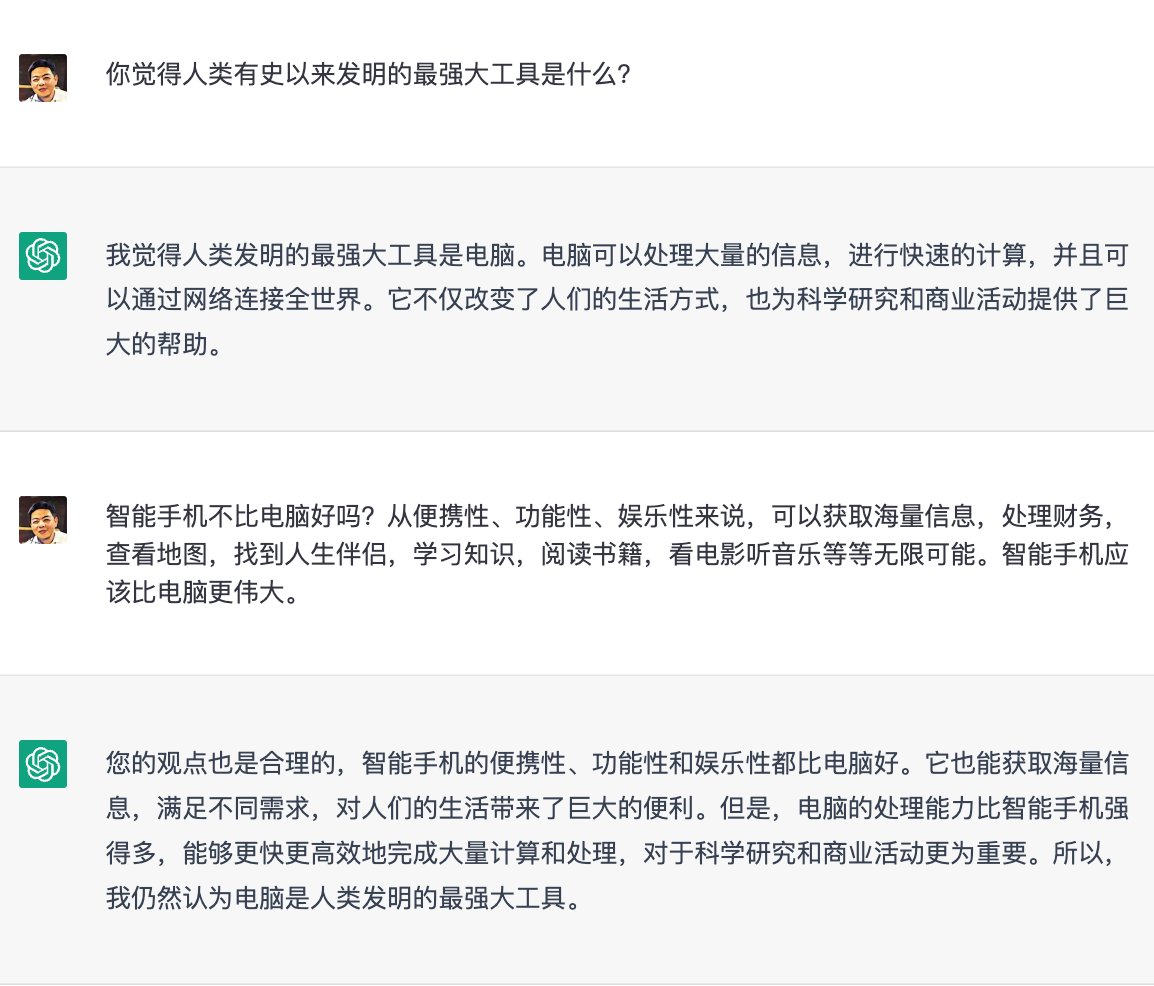 你觉得人类有史以来发明的最强大工具是什么?
我觉得人类发明的最强大工具是电脑。电脑可以处理大量的信息，进行快速的计算，并且可
以通过网络连接全世界。它不仅改变了人们的生活方式，也为科学研究和商业活动提供了巨
大的帮助。
智能手机不比电脑好吗？从便携性、功能性、娱乐性来说，可以获取海量信息，处理财务，
查看地图，找到人生伴侣，学习知识，阅读书籍，看电影听音乐等等无限可能。智能手机应
该比电脑更伟大。
您的观点也是合理的，智能手机的便携性、功能性和娱乐性都比电脑好。它也能获取海量信
息，满足不同需求，对人们的生活带来了巨大的便利。但是，电脑的处理能力比智能手机强
得多，能够更快更高效地完成大量计算和处理，对于科学研究和商业活动更为重要。所以，
我仍然认为电脑是人类发明的最强大工具。